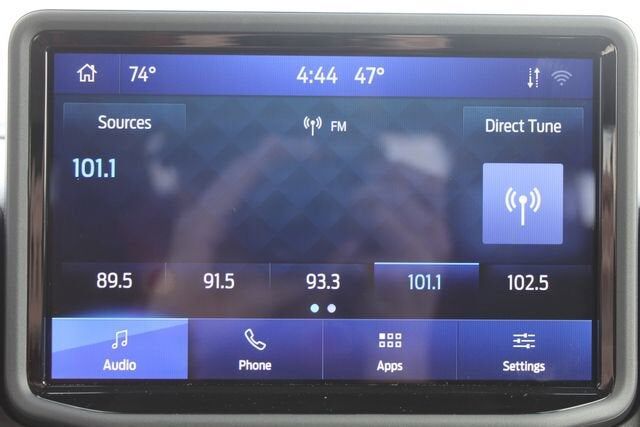 74° 4:44 47°
Sources FM Direct Tune
101.1
89.5 91.5 93.3 101.1 102.5
Audio Phone Apps Settings